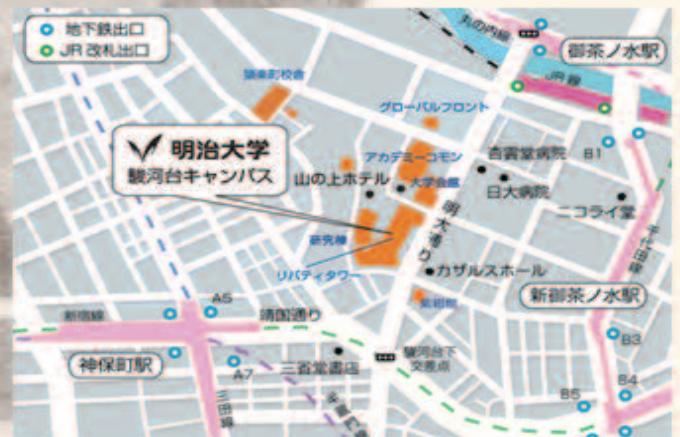 地下鉄出口
JR 改札出口
丸の内線
御茶ノ水駅
JR 線
猿楽町校舎
グローバルフロント
明治大学
駿河台キャンパス
アカデミーコモン
杏雲堂病院
B1
山の上ホテル
大学会館
日大病院
ニコライ堂
明大通り
千代田線
研究棟
リバティタワー
カザルスホール
紫紺館
新御茶ノ水駅
A5
新宿線
靖国通り
神保町駅
A7
三省堂書店
駿河台下
交差点
B3
B4
B5
三田線
半蔵門線